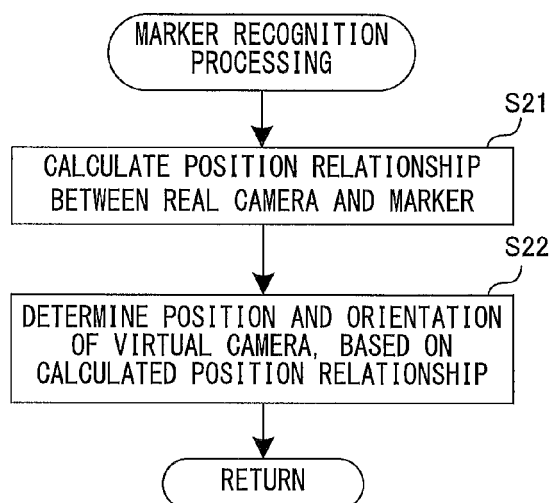 MARKER RECOGNITION
PROCESSING
S21
CALCULATE POSITION RELATIONSHIP
BETWEEN REAL CAMERA AND MARKER
S22
DETERMINE POSITION AND ORIENTATION
OF VIRTUAL CAMERA, BASED ON
CALCULATED POSITION RELATIONSHIP
RETURN